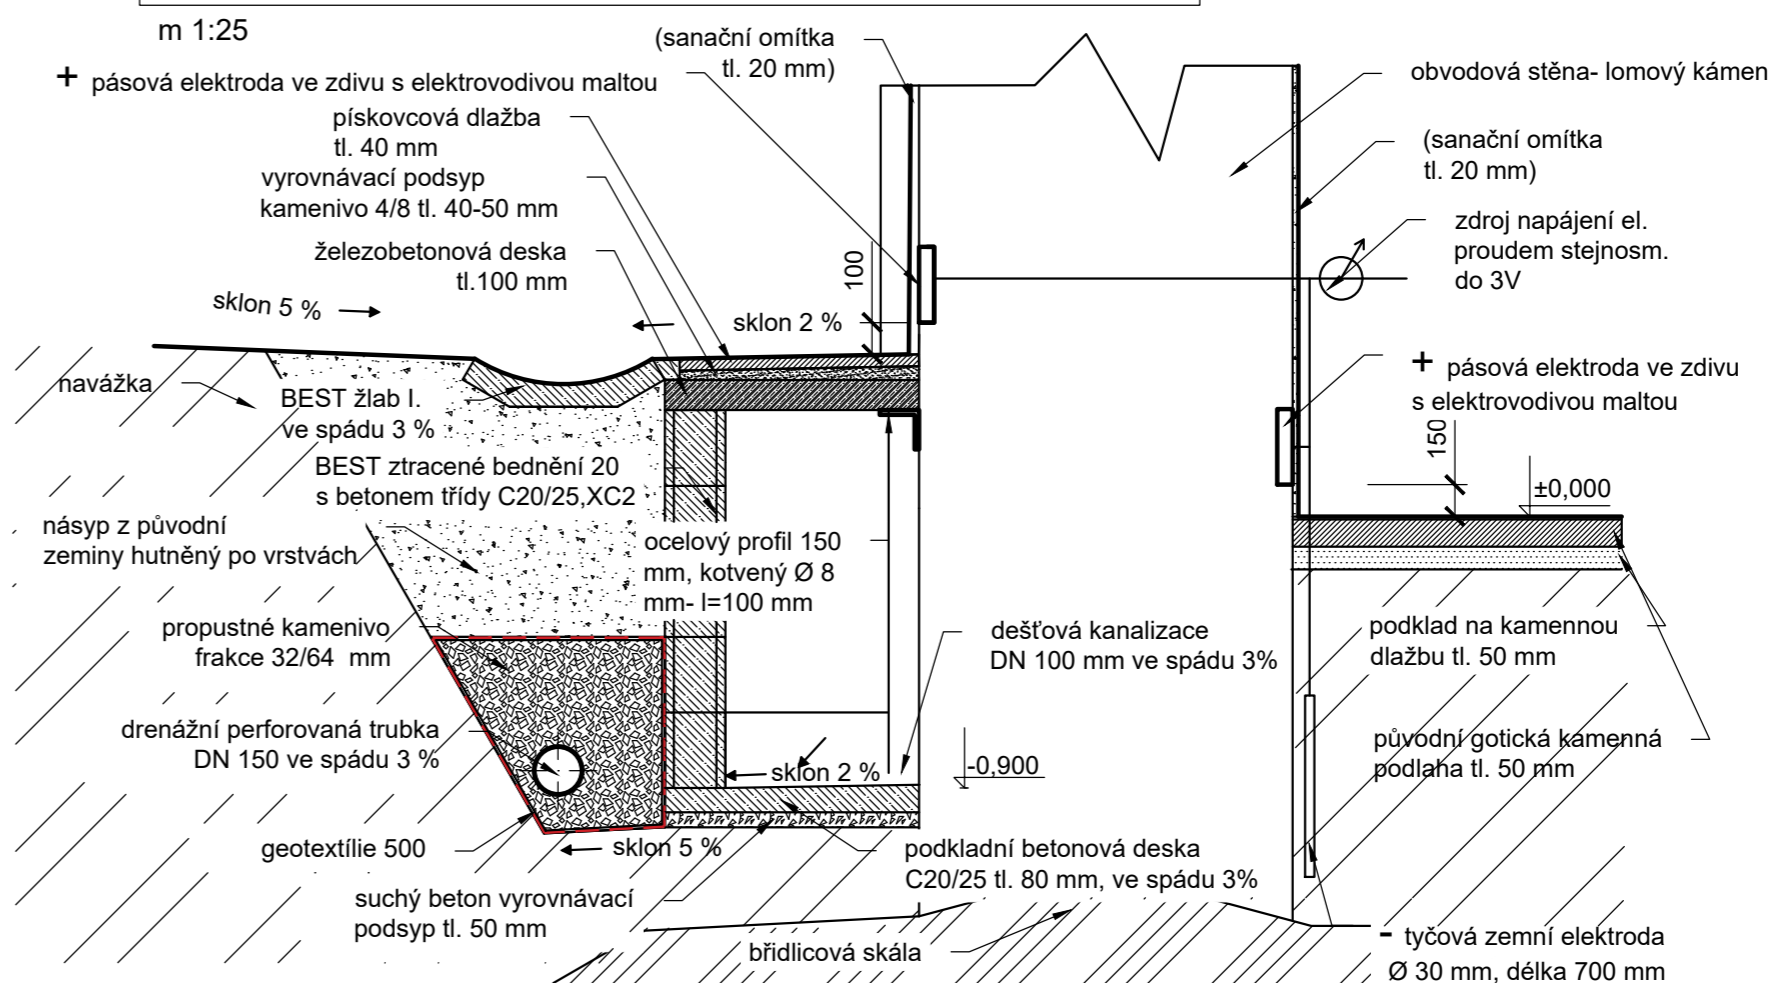 m 1:25
+ pásová elektroda ve zdivu s elektrovodivou maltou
(sanační omítka
tl. 20 mm)
pískovcová dlažba
tl. 40 mm
vyrovnávací podsyp
kamenivo 4/8 tl. 40-50 mm
železobetonová deska
tl.100 mm
sklon 5 %
sklon 2 %
100
obvodová stěna- lomový kámen
(sanační omítka
tl. 20 mm)
zdroj napájení el.
proudem stejnosm.
do 3V
+ pásová elektroda ve zdivu
s elektrovodivou maltou
150
±0,000
navážka
BEST žlab I.
ve spádu 3 %
BEST ztracené bednění 20
s betonem třídy C20/25,XC2
násyp z původní
zeminy hutněný po vrstvách
ocelový profil 150
mm, kotvený Ø 8
mm- l=100 mm
propustné kamenivo
frakce 32/64 mm
dešťová kanalizace
DN 100 mm ve spádu 3%
podklad na kamennou
dlažbu tl. 50 mm
drenážní perforovaná trubka
DN 150 ve spádu 3 %
sklon 2 %
-0,900
původní gotická kamenná
podlaha tl. 50 mm
geotextílie 500
sklon 5 %
podkladní betonová deska
C20/25 tl. 80 mm, ve spádu 3%
suchý beton vyrovnávací
podsyp tl. 50 mm
břidlicová skála
- tyčová zemní elektroda
Ø 30 mm, délka 700 mm